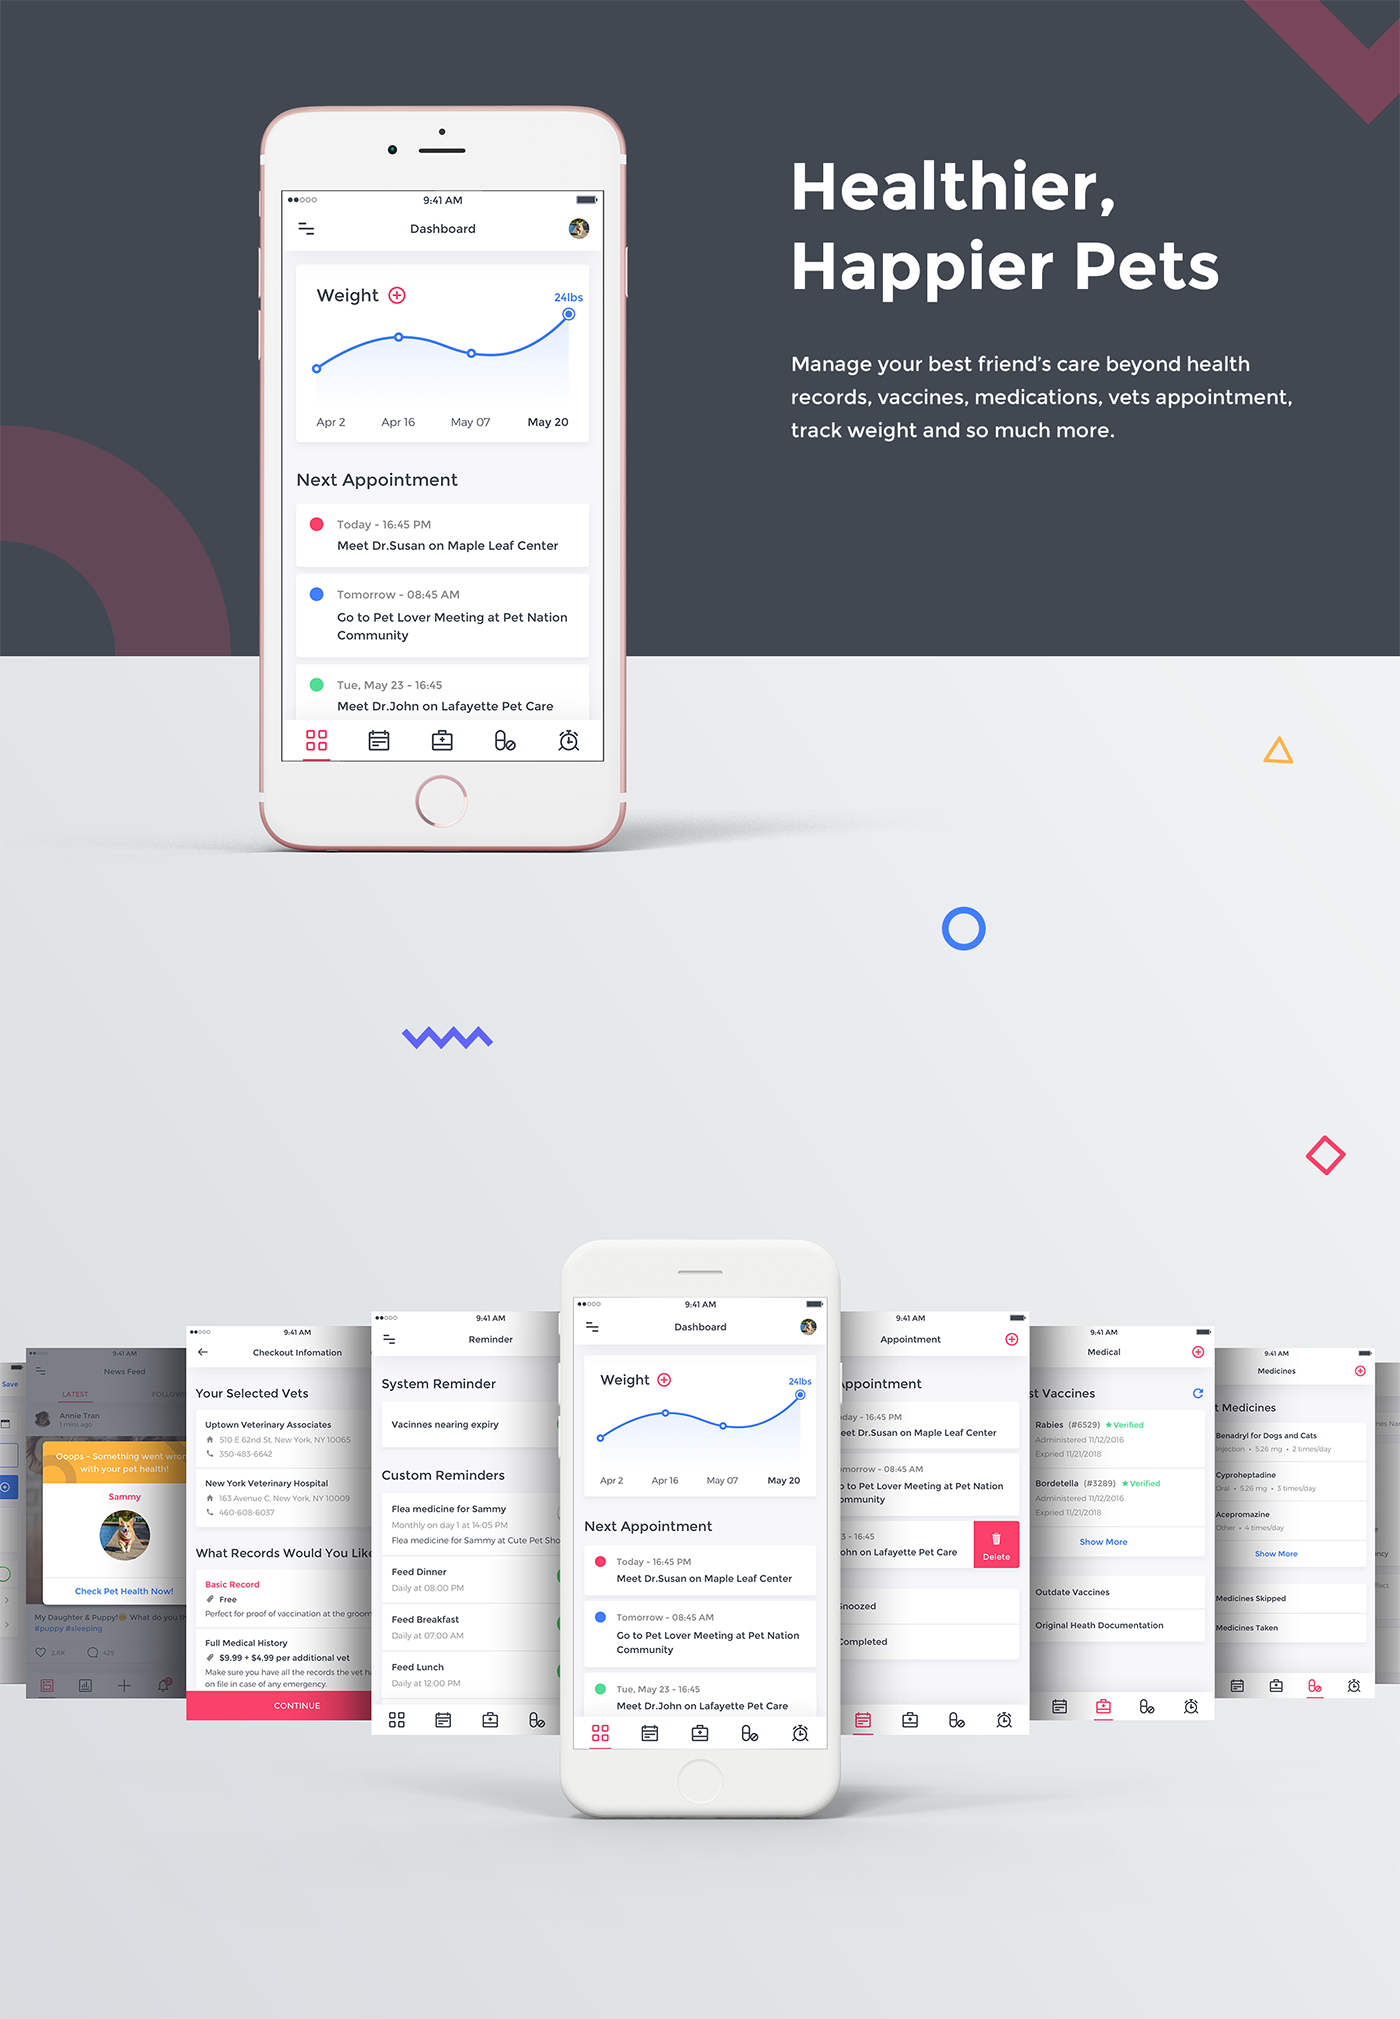 Healthier,
Happier Pets
Manage your best friend's care beyond health
records, vaccines, medications, vets appointment,
track weight and so much more.
9:41 AM
Dashboard
Weight
24lbs
Apr 2 Apr 16 May 07 May 20
Next Appointment
Today - 16:45 PM
Meet Dr.Susan on Maple Leaf Center
Tomorrow - 08:45 AM
Go to Pet Lover Meeting at Pet Nation
Community
Tue, May 23 - 16:45
Meet Dr.John on Lafayette Pet Care
Save
9:41 AM
News Feed
LATEST
Annie Tran
1 mins ago
Ooops - Something went
with your pet health!
Sammy
Check Pet Health Now!
My Daughter & Puppy! What do you
#puppy #sleeping
2.6K 425
9:41 AM
Checkout Infomation
Your Selected Vets
Uptown Veterinary Associates
510 E 62nd St, New York, NY 10065
350-483-6642
New York Veterinary Hospital
163 Avenue C, New York, NY 10009
460-608-6037
What Records Would You Like
Basic Record
Free
Perfect for proof of vaccination at the
Full Medical History
$9.99 + $4.99 per additional vet
Make sure you have all the records the vet
on file in case of any emergency.
CONTINUE
9:41 AM
Reminder
System Reminder
Vacinnes nearing expiry
Custom Reminders
Flea medicine for Sammy
Monthly on day 1 at 14:05 PM
Flea medicine for Sammy at Cute Pet
Feed Dinner
Daily at 08:00 PM
Feed Breakfast
Daily at 07:00 AM
Feed Lunch
Daily at 12:00 PM
9:41 AM
Dashboard
Weight
24lbs
Apr 2 Apr 16 May 07 May 20
Next Appointment
Today - 16:45 PM
Meet Dr.Susan on Maple Leaf Center
Tomorrow - 08:45 AM
Go to Pet Lover Meeting at Pet Nation
Community
Tue, May 23 - 16:45
Meet Dr.John on Lafayette Pet Care
9:41 AM
Appointment
Appointment
- 16:45 PM
Dr.Susan on Maple Leaf Center
- 08:45 AM
to Pet Lover Meeting at Pet Nation
23 - 16:45
on Lafayette Pet Care
Delete
Snoozed
Completed
9:41 AM
Medical
Vaccines
Rabies (#6529) Verified
Administered 11/12/2016
Expried 11/21/2018
Bordetella (#3289) Verified
Administered 11/12/2016
Expried 11/21/2018
Show More
Outdate Vaccines
Original Heath Documentation
9:41 AM
Medicines
Medicines
Benadryl for Dogs and Cats
Injection • 5.26 mg • 2 times/day
Cyproheptadine
Oral • 5.26 mg • 3 times/day
Acepromazine
Other • 4 times/day
Show More
Medicines Skipped
Medicines Taken